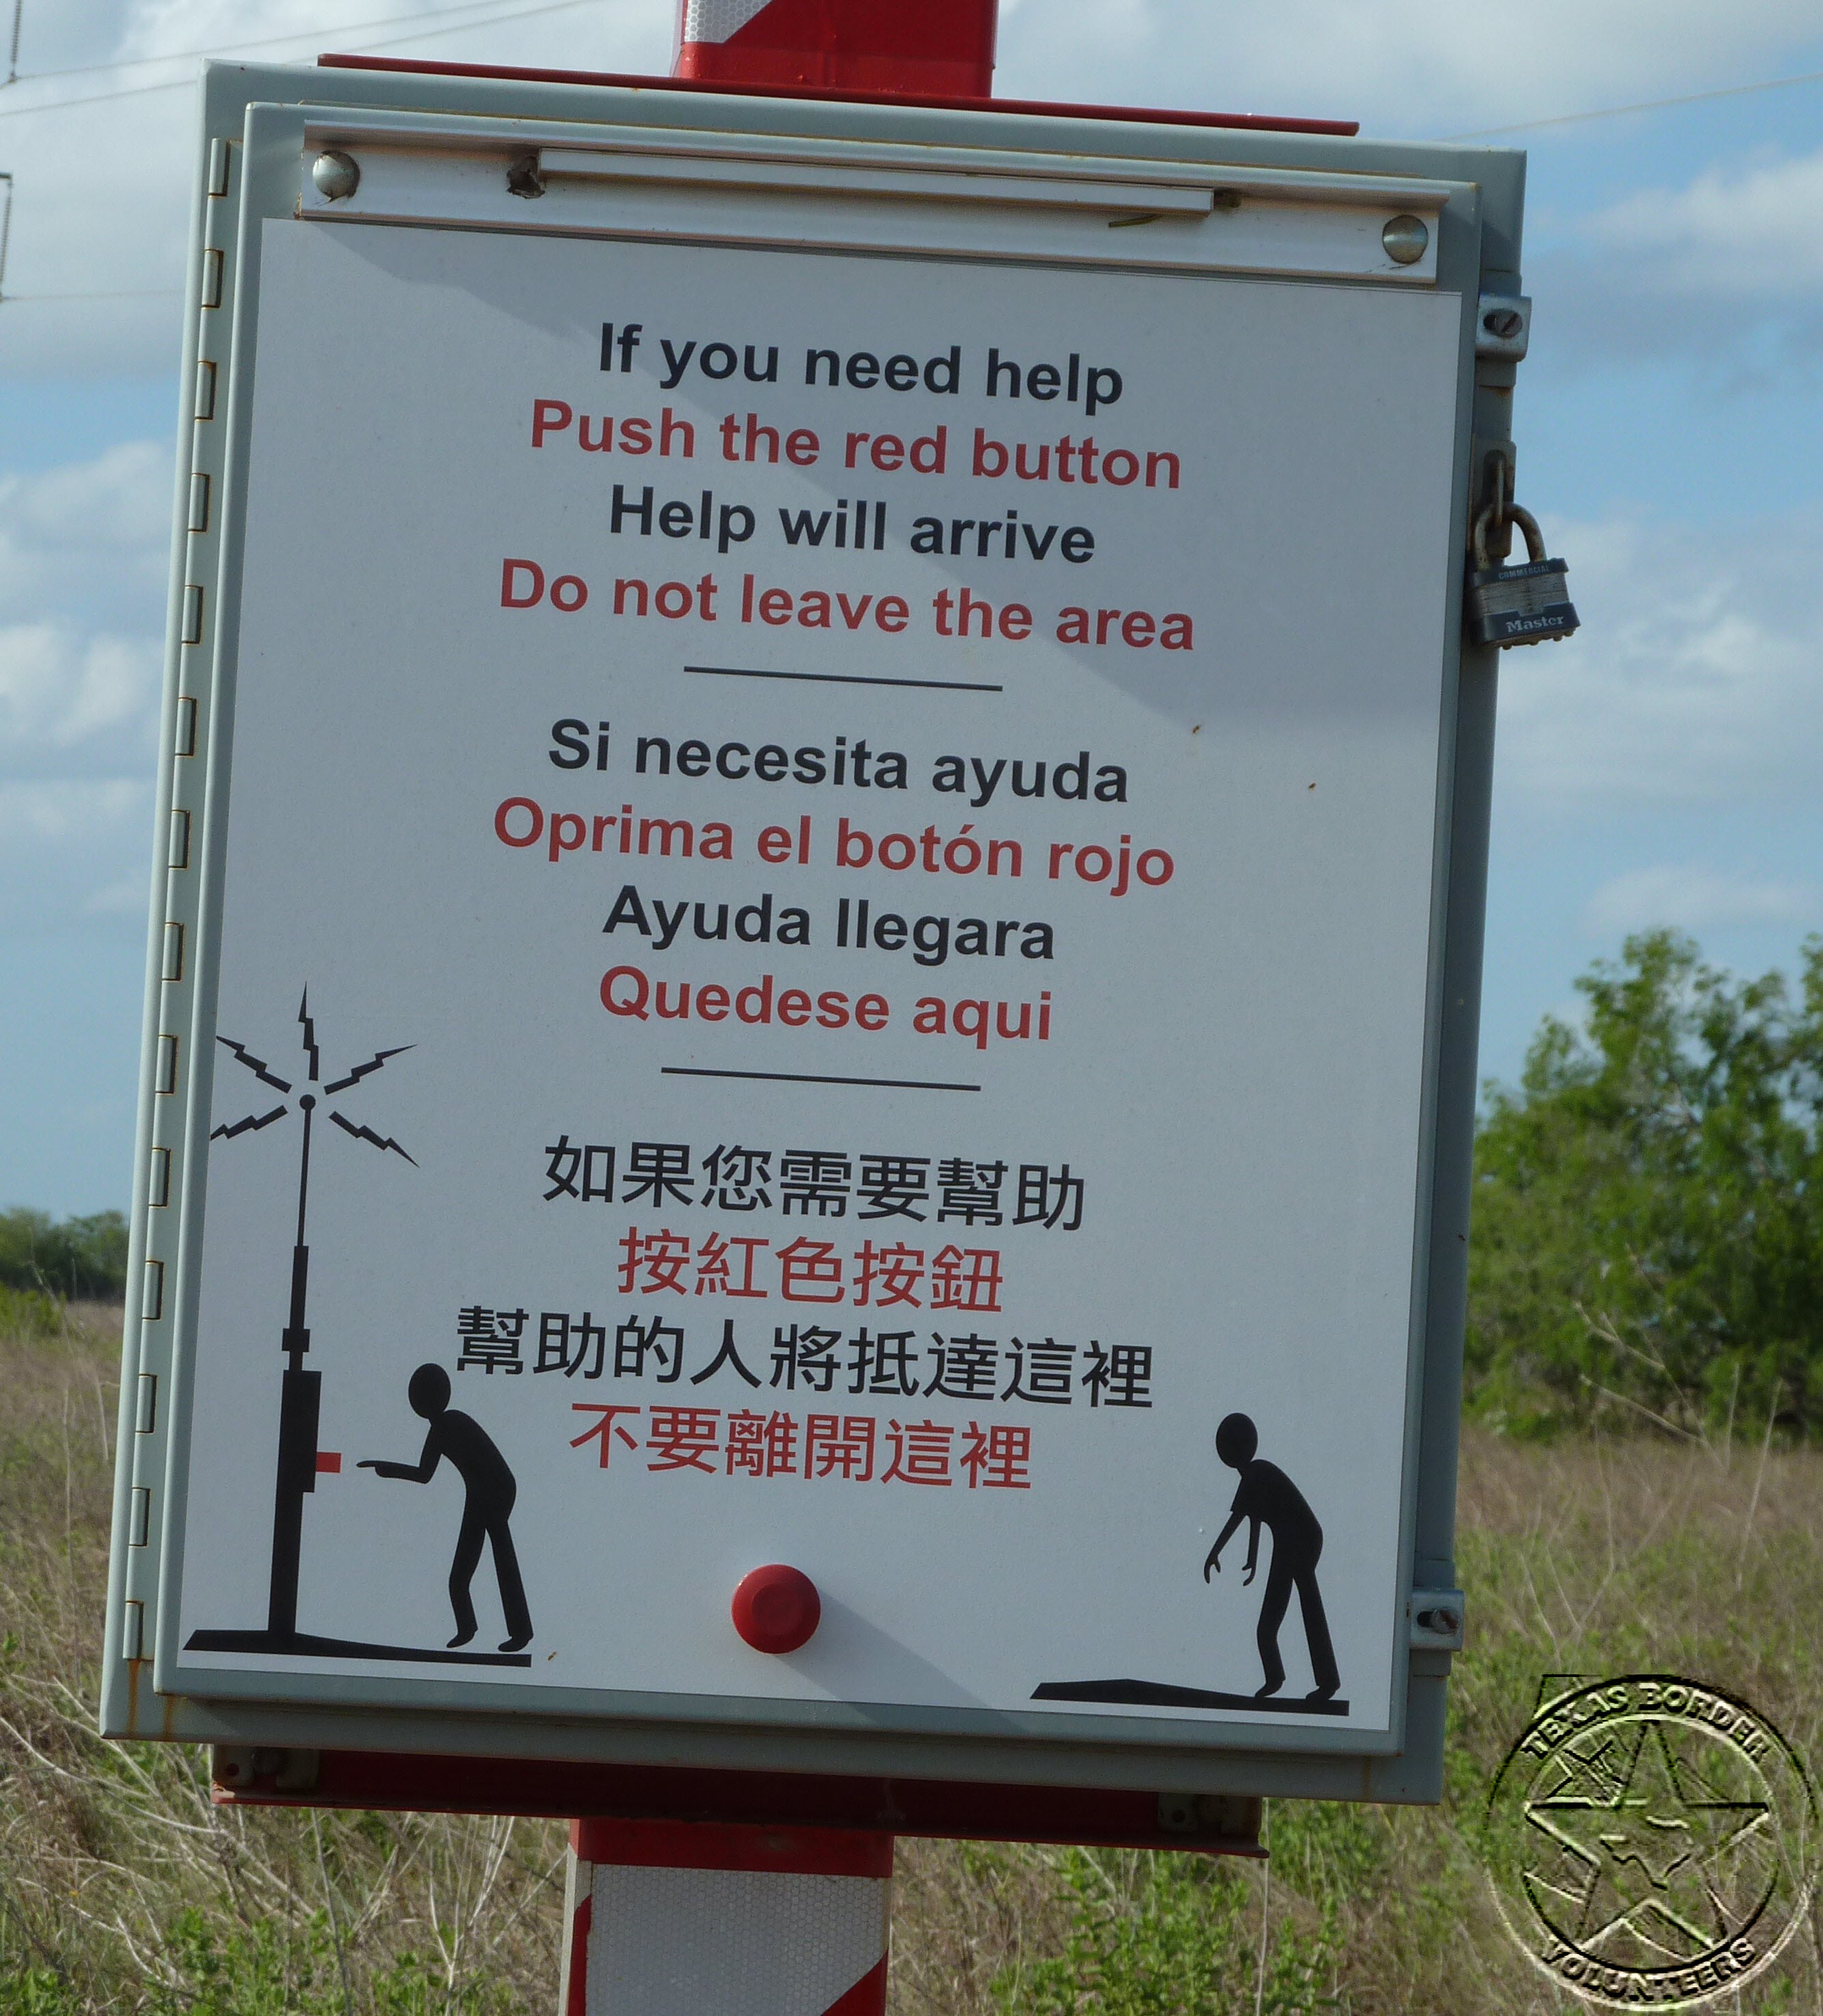 If you need help
Push the red button
Help will arrive
Do not leave the area
Si necesita ayuda
Oprima el botón rojo
Ayuda llegara
Quedese aqui
如果您需要幫助
按紅色按鈕
幫助的人將抵達這裡
不要離開這裡
COMMERCIAL
Master
TEXAS BORDER
VOLUNTEERS